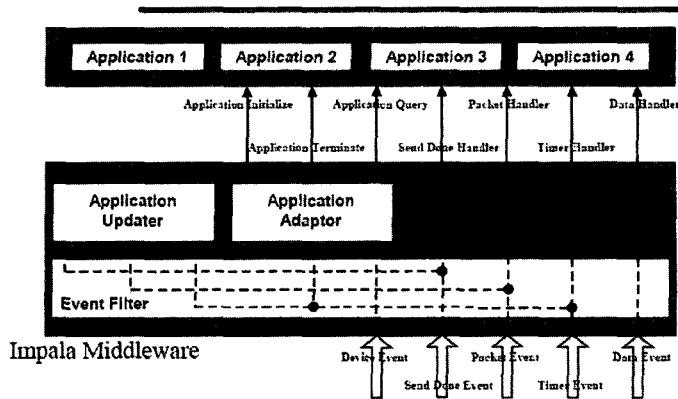 Application 1 Application 2 Application 3 Application 4
Application Initialize Application Query Packet Handler Data Handler
Application Terminate Send Done Handler Timer Handler
Application Updater
Application Adaptor
Event Filter
Impala Middleware
Device Event Packet Event Data Event
Send Done Event Timer Event